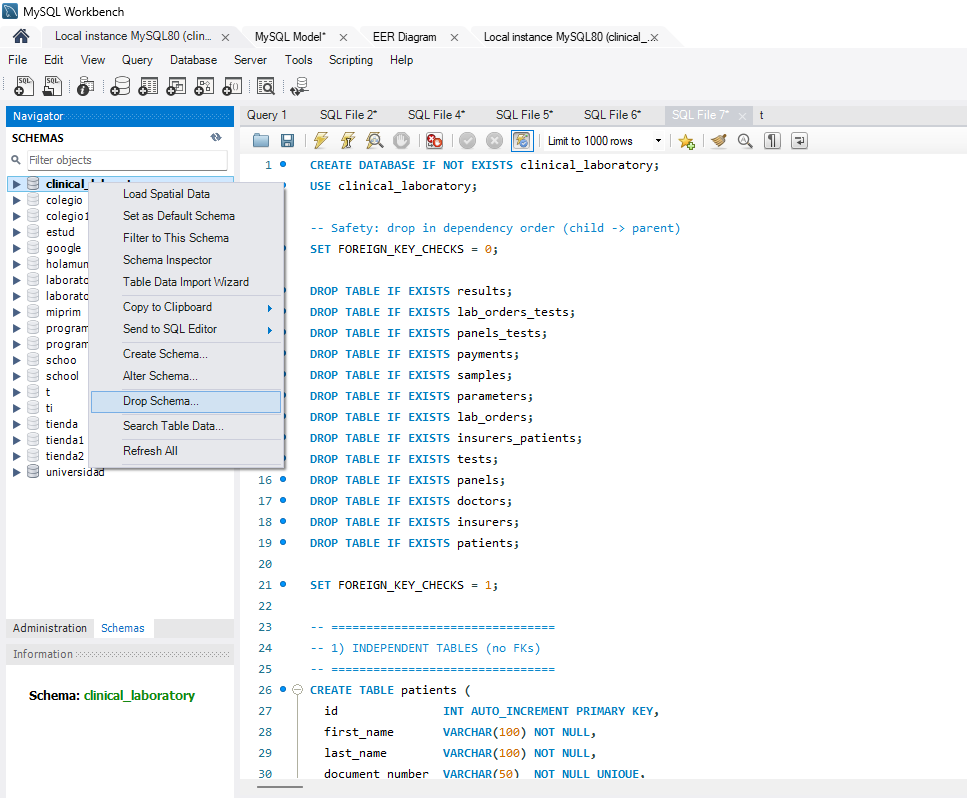 MySQL Workbench
Local instance MySQL80 (clin...
MySQL Model*
EER Diagram
Local instance MySQL80 (clinical_...
File Edit View Query Database Server Tools Scripting Help
Navigator
SCHEMAS
Filter objects
clinical_
colegio
colegio1
estud
google
holamun
laborato
laborato
miprim
program
program
schoo
school
t
ti
tienda
tienda1
tienda2
universidad
Load Spatial Data
Set as Default Schema
Filter to This Schema
Schema Inspector
Table Data Import Wizard
Copy to Clipboard
Send to SQL Editor
Create Schema...
Alter Schema...
Drop Schema...
Search Table Data...
Refresh All
Administration Schemas
Information
Schema: clinical_laboratory
Query 1 SQL File 2* SQL File 4* SQL File 5* SQL File 6* SQL File 7* t
Limit to 1000 rows
1 CREATE DATABASE IF NOT EXISTS clinical_laboratory;
USE clinical_laboratory;
-- Safety: drop in dependency order (child -> parent)
SET FOREIGN_KEY_CHECKS = 0;
DROP TABLE IF EXISTS results;
DROP TABLE IF EXISTS lab_orders_tests;
DROP TABLE IF EXISTS panels_tests;
DROP TABLE IF EXISTS payments;
DROP TABLE IF EXISTS samples;
DROP TABLE IF EXISTS parameters;
DROP TABLE IF EXISTS lab_orders;
DROP TABLE IF EXISTS insurers_patients;
DROP TABLE IF EXISTS tests;
16 DROP TABLE IF EXISTS panels;
17 DROP TABLE IF EXISTS doctors;
18 DROP TABLE IF EXISTS insurers;
19 DROP TABLE IF EXISTS patients;
20
21 SET FOREIGN_KEY_CHECKS = 1;
22
23 -- ================================
24 -- 1) INDEPENDENT TABLES (no FKs)
25 -- ================================
26 CREATE TABLE patients (
27 id INT AUTO_INCREMENT PRIMARY KEY,
28 first_name VARCHAR(100) NOT NULL,
29 last_name VARCHAR(100) NOT NULL,
30 document_number VARCHAR(50) NOT NULL UNIQUE,